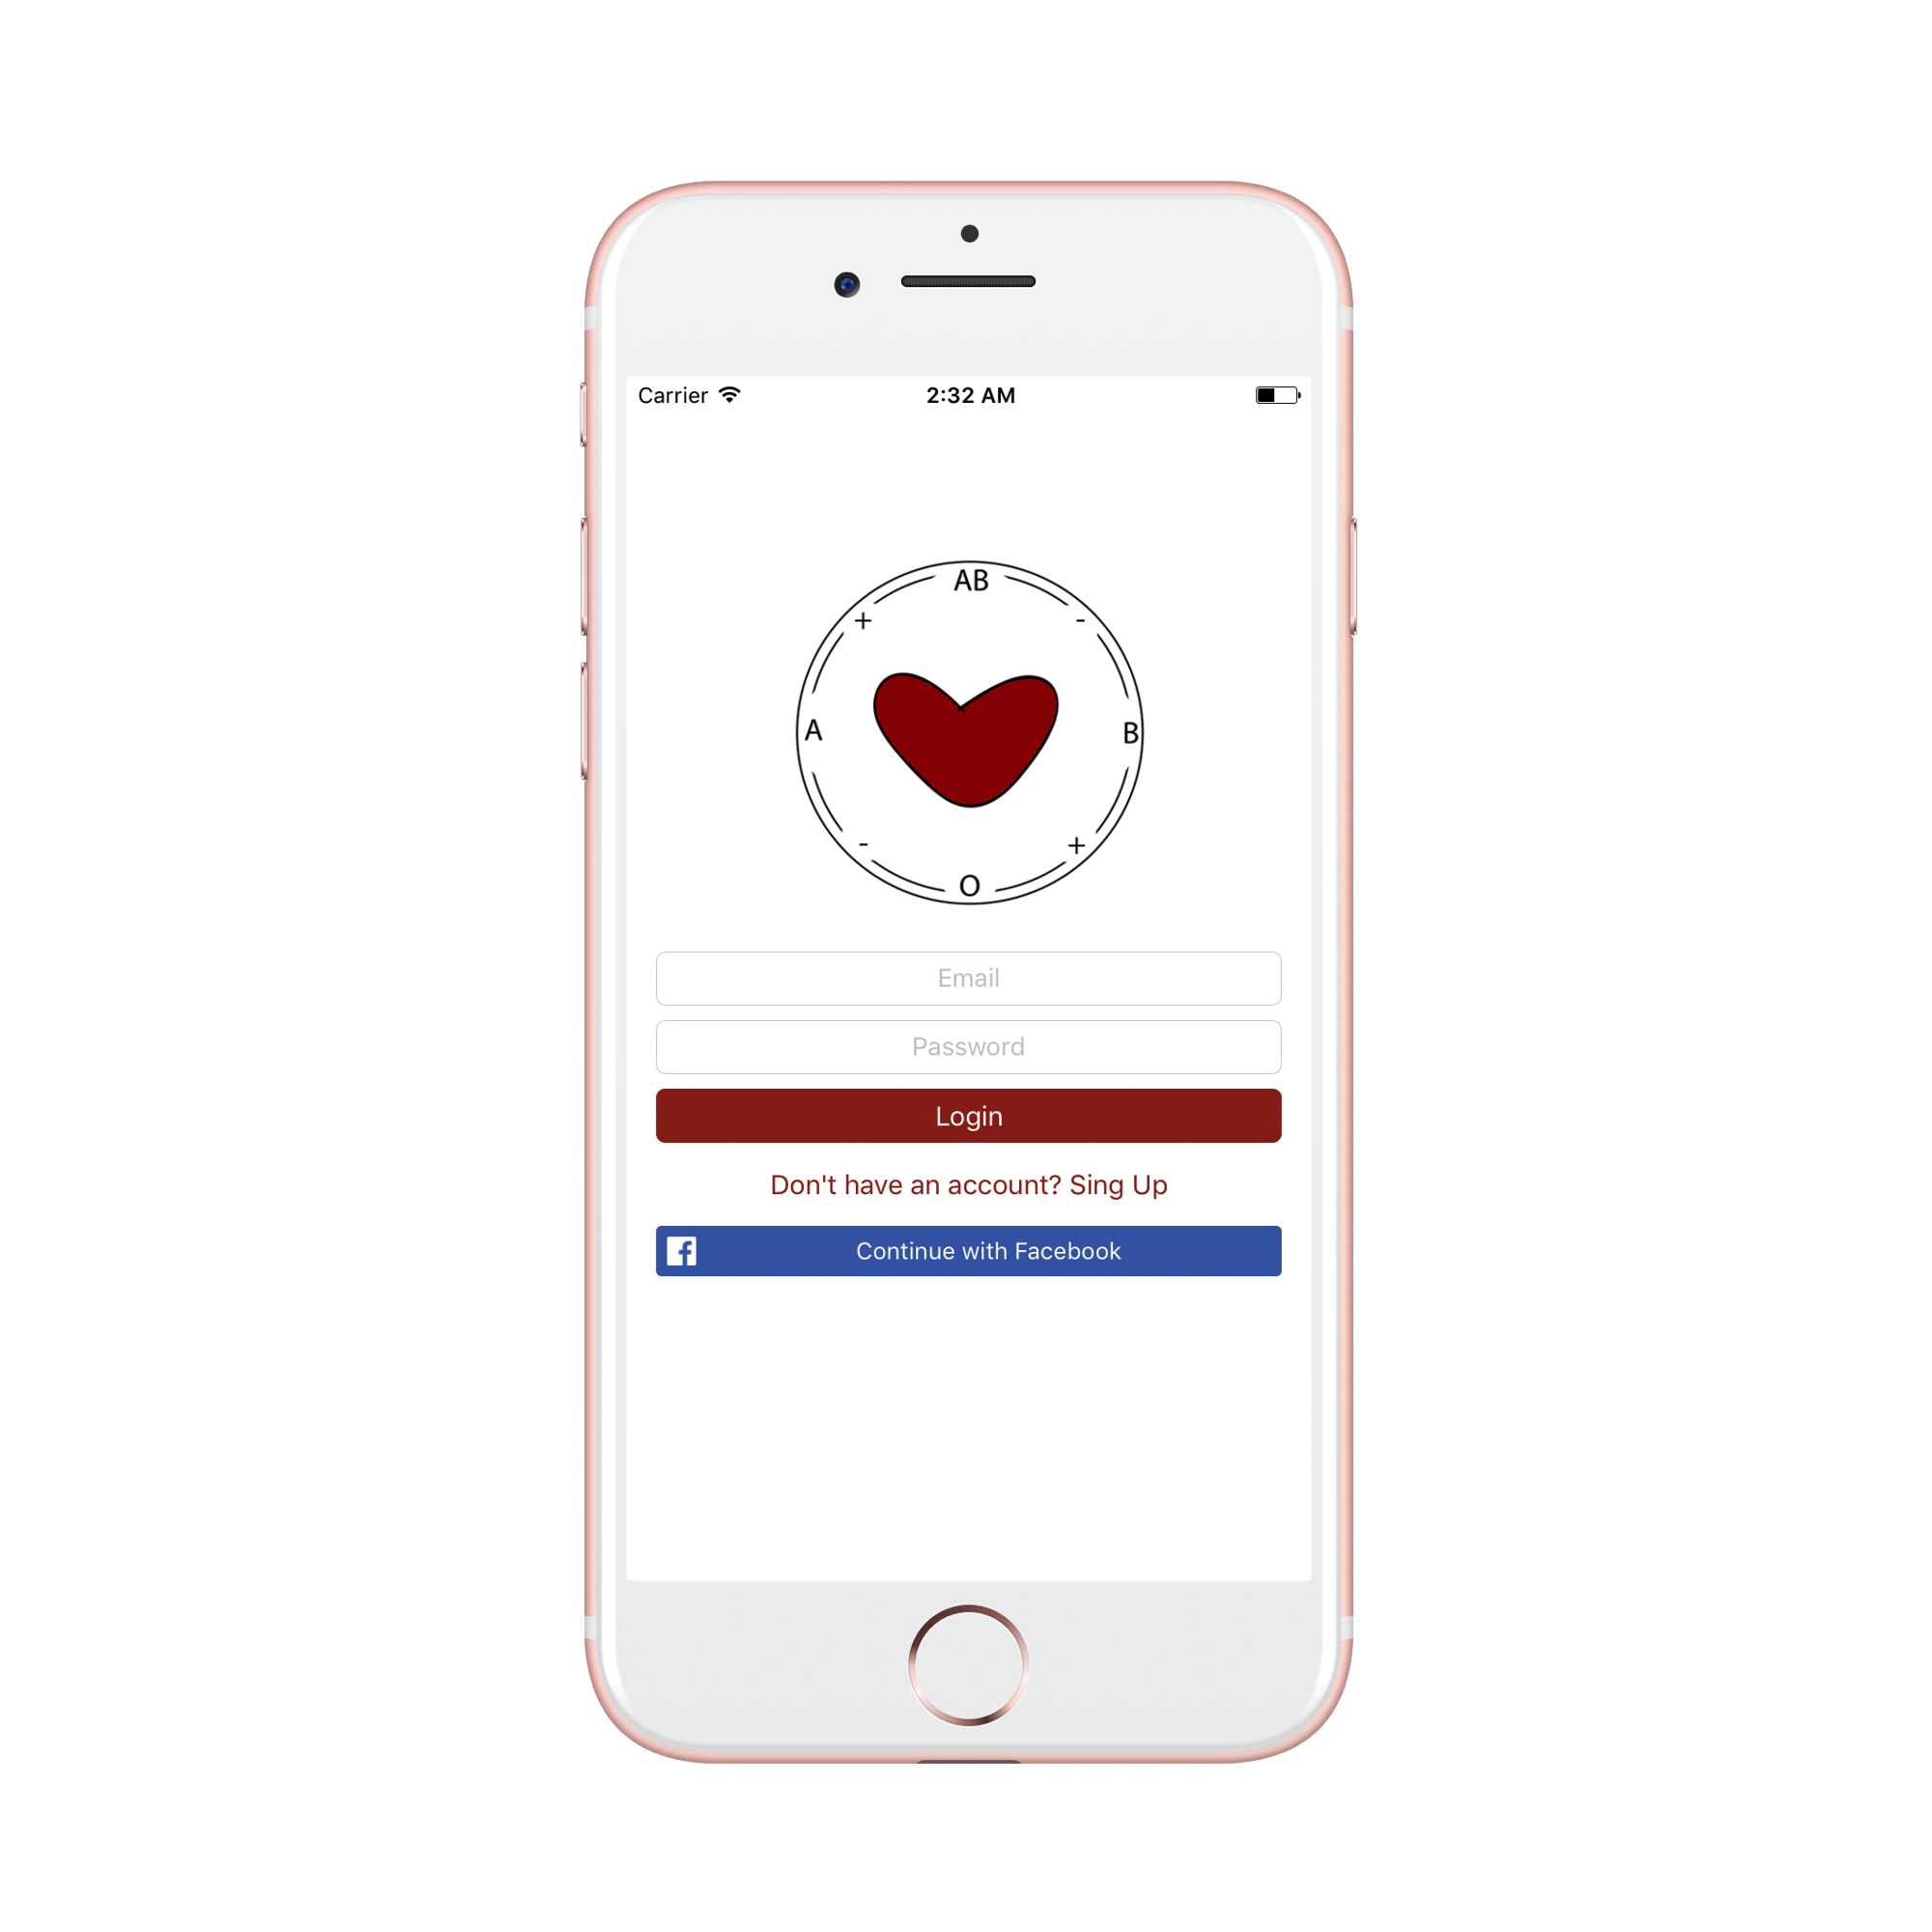 Carrier
2:32 AM
AB
+ -
A B
- +
O
Email
Password
Login
Don't have an account? Sing Up
Continue with Facebook